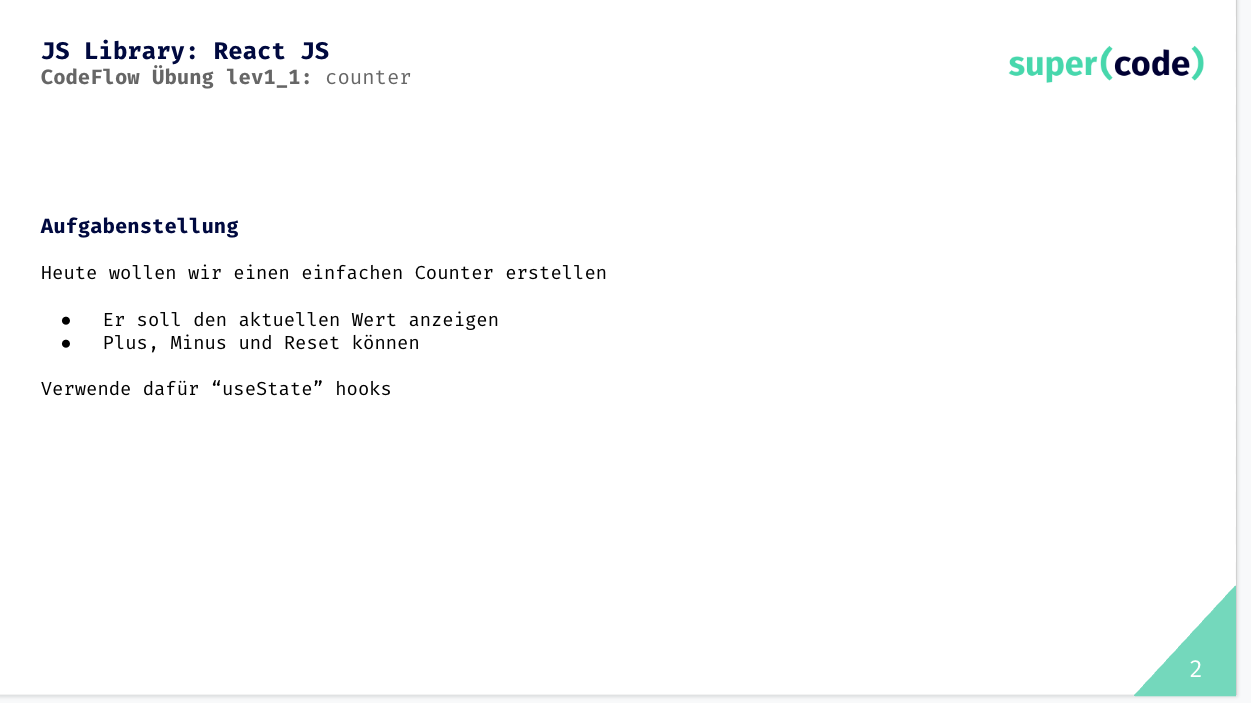 JS Library: React JS
CodeFlow Übung lev1_1: counter
super(code)
Aufgabenstellung
Heute wollen wir einen einfachen Counter erstellen
● Er soll den aktuellen Wert anzeigen
● Plus, Minus und Reset können
Verwende dafür “useState” hooks
2